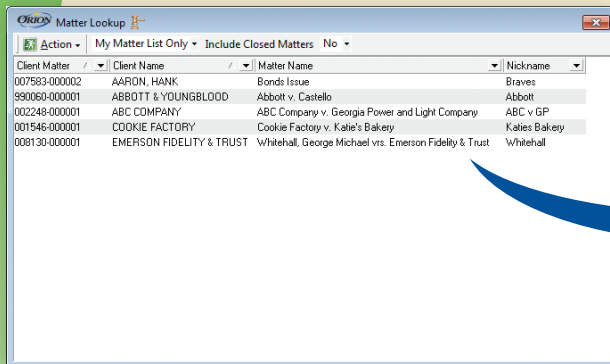 ORION Matter Lookup
Action My Matter List Only Include Closed Matters No
Client Matter / Client Name / Matter Name Nickname
007583-000002 AARON, HANK Bonds Issue Braves
990060-000001 ABBOTT & YOUNGBLOOD Abbott v. Castello Abbott
002248-000001 ABC COMPANY ABC Company v. Georgia Power and Light Company ABC v GP
001546-000001 COOKIE FACTORY Cookie Factory v. Katie's Bakery Katies Bakery
008130-000001 EMERSON FIDELITY & TRUST Whitehall, George Michael vrs. Emerson Fidelity & Trust Whitehall